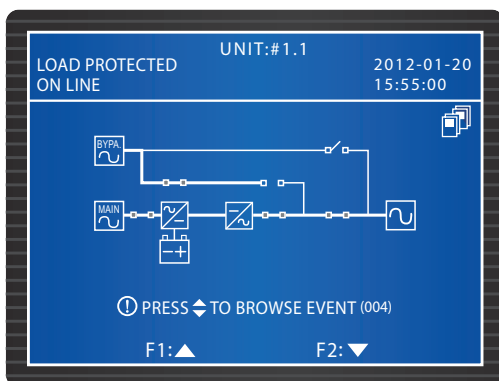 UNIT:#1.1
LOAD PROTECTED
ON LINE
2012-01-20
15:55:00
BYPA.
MAIN
PRESS TO BROWSE EVENT (004)
F1:
F2: